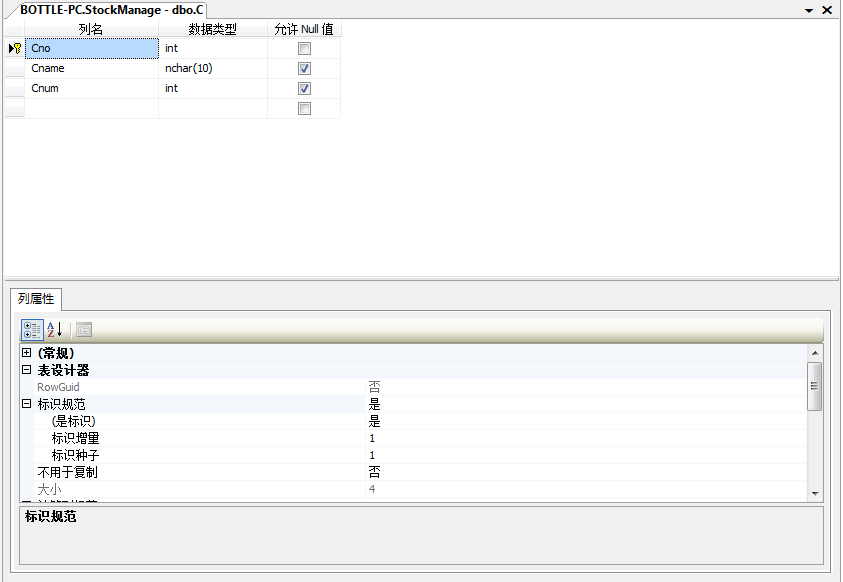 BOTTLE-PC.StockManage - dbo.C
列名 数据类型 允许 Null 值
Cno int
Cname nchar(10)
Cnum int
列属性
(常规)
表设计器
RowGuid 否
标识规范 是
(是标识) 是
标识增量 1
标识种子 1
不用于复制 否
大小 4
标识规范